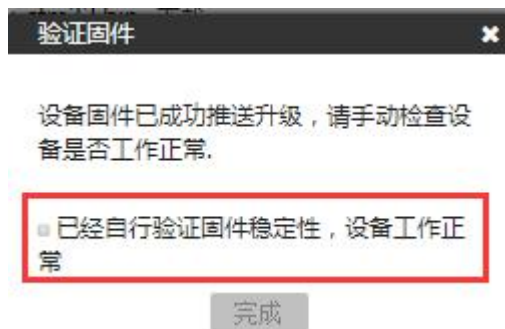 验证固件
设备固件已成功推送升级，请手动检查设
备是否工作正常.
已经自行验证固件稳定性，设备工作正
常
完成